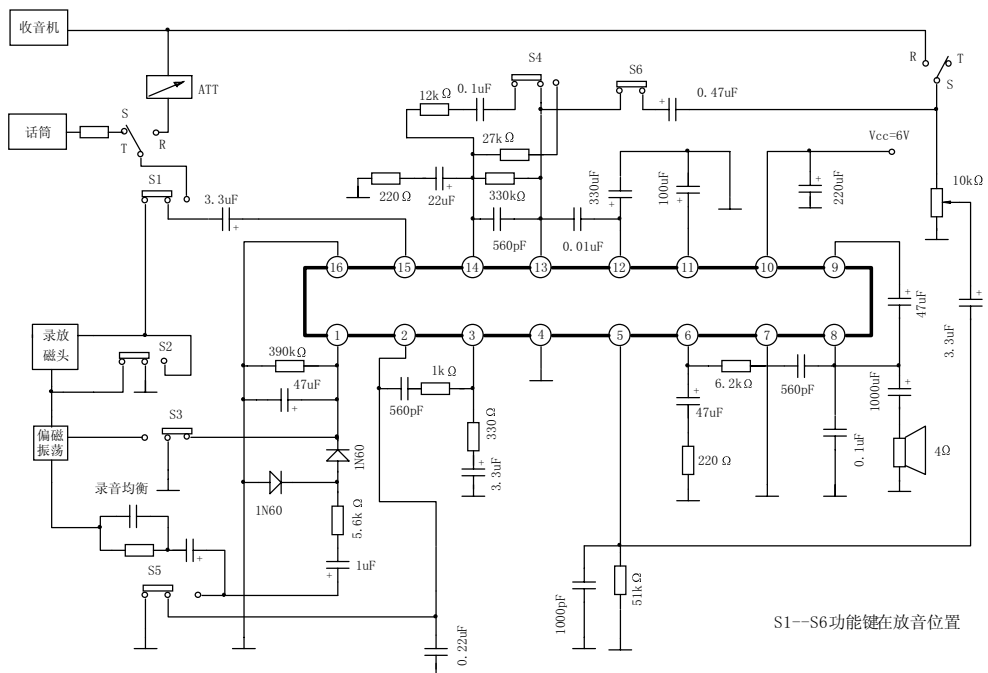 收音机
R
T
S
S4
S6
ATT
12kΩ
0.1uF
0.47uF
话筒
S
T
R
27kΩ
Vcc=6V
S1
3.3uF
220Ω
22uF
330kΩ
330uF
100uF
220uF
10kΩ
560pF
0.01uF
16
15
14
13
12
11
10
9
47uF
3.3uF
1
2
3
4
5
6
7
8
录放
磁头
S2
390kΩ
47uF
1kΩ
560pF
6.2kΩ
560pF
1000uF
47uF
S3
330Ω
3.3uF
220Ω
0.1uF
4Ω
偏磁
振荡
1N60
录音均衡
1N60
5.6kΩ
1uF
S5
1000pF
51kΩ
0.22uF
S1--S6功能键在放音位置